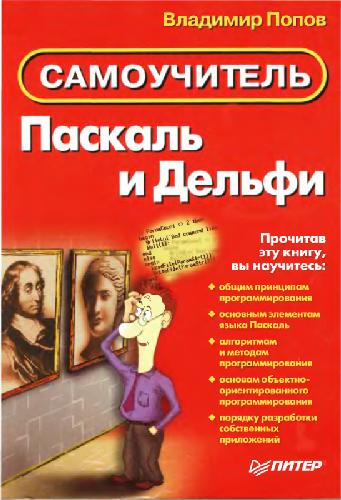 Владимир Попов
САМОУЧИТЕЛЬ
Паскаль
и Дельфи
Прочитав
эту книгу,
вы научитесь:
общим принципам
программирования
основным элементам
языка Паскаль
алгоритмам
и методам
программирования
основам объектно-
ориентированного
программирования
порядку разработки
собственных
приложений
ПИТЕР